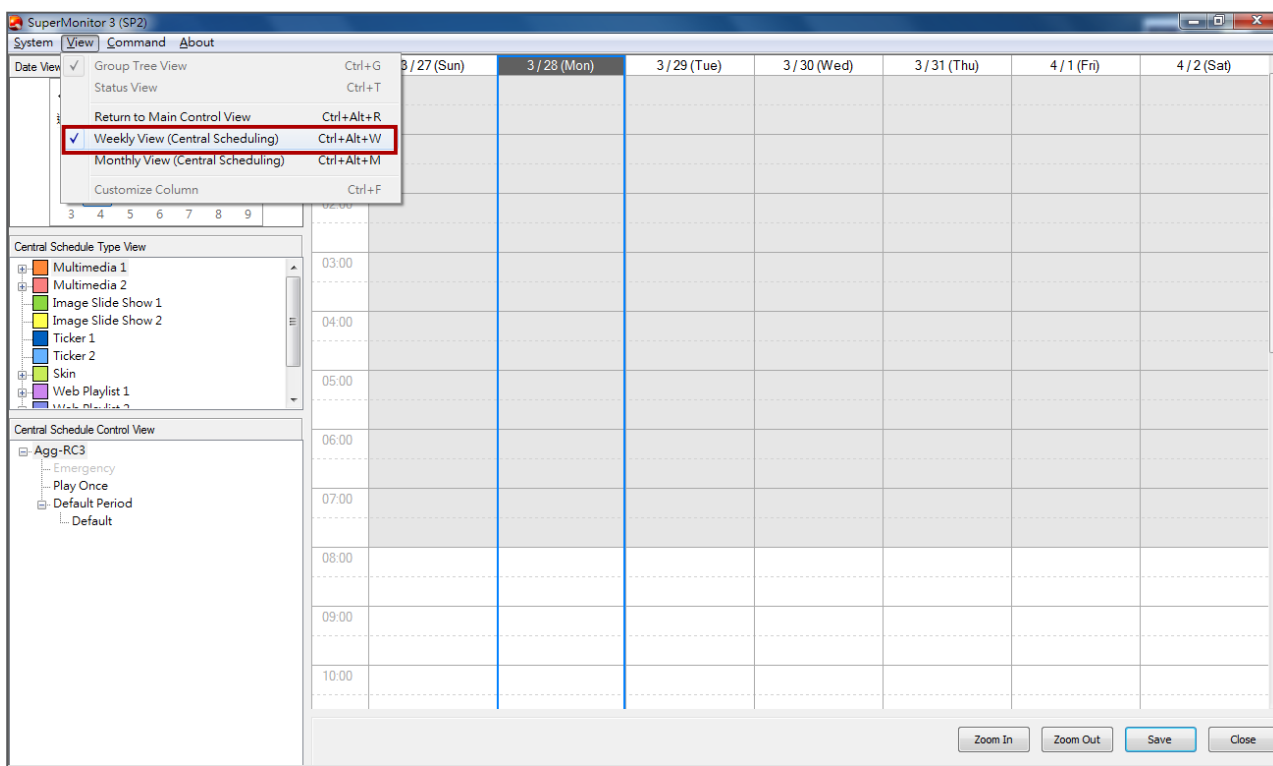 SuperMonitor 3 (SP2)
System View Command About
Date View
Group Tree View Ctrl+G
Status View Ctrl+T
Return to Main Control View Ctrl+Alt+R
Weekly View (Central Scheduling) Ctrl+Alt+W
Monthly View (Central Scheduling) Ctrl+Alt+M
Customize Column Ctrl+F
3 4 5 6 7 8 9
3 / 27 (Sun) 3 / 28 (Mon) 3 / 29 (Tue) 3 / 30 (Wed) 3 / 31 (Thu) 4 / 1 (Fri) 4 / 2 (Sat)
02:00
03:00
04:00
05:00
06:00
07:00
08:00
09:00
10:00
Central Schedule Type View
Multimedia 1
Multimedia 2
Image Slide Show 1
Image Slide Show 2
Ticker 1
Ticker 2
Skin
Web Playlist 1
Web Playlist 2
Central Schedule Control View
Agg-RC3
Emergency
Play Once
Default Period
Default
Zoom In Zoom Out Save Close